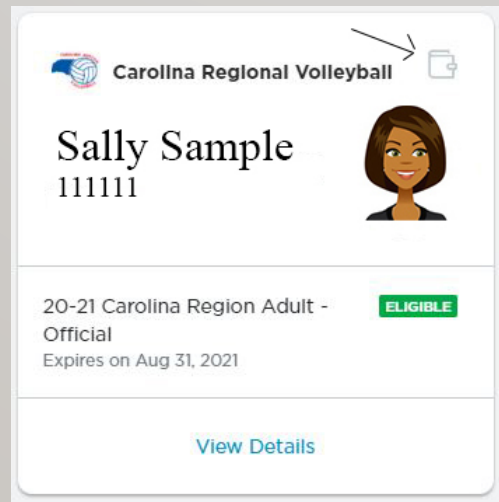 Carolina Regional Volleyball
Sally Sample
111111
20-21 Carolina Region Adult -
Official
ELIGIBLE
Expires on Aug 31, 2021
View Details